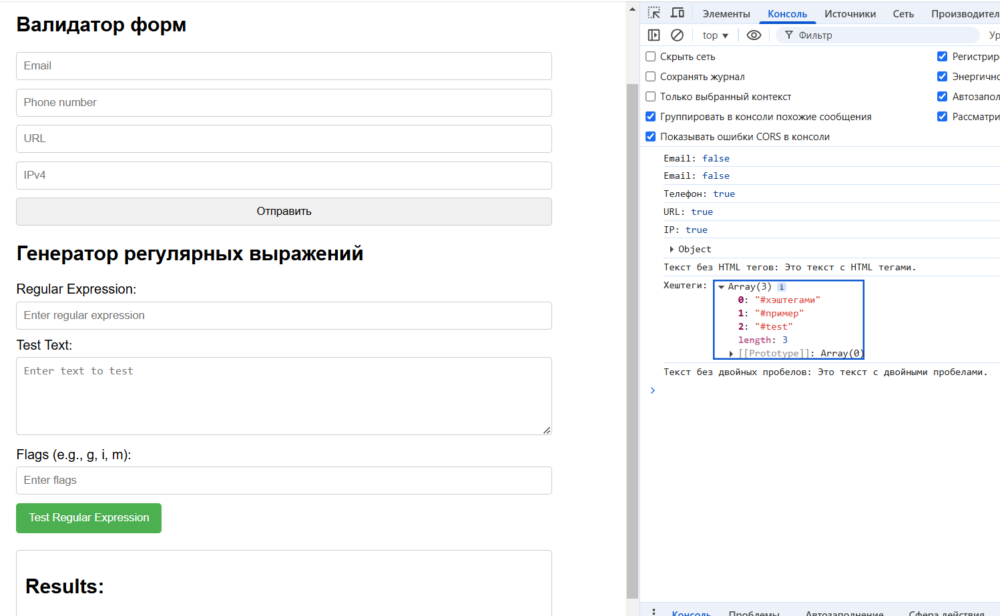 Валидатор форм
Email
Phone number
URL
IPv4
Отправить
Генератор регулярных выражений
Regular Expression:
Enter regular expression
Test Text:
Enter text to test
Flags (e.g., g, i, m):
Enter flags
Test Regular Expression
Results:
Элементы Консоль Источники Сеть Производител
top Фильтр Ур
Скрыть сеть Регистрир
Сохранять журнал Энергично
Только выбранный контекст Автозапол
Группировать в консоли похожие сообщения Рассматри
Показывать ошибки CORS в консоли
Email: false
Email: false
Телефон: true
URL: true
IP: true
Object
Текст без HTML тегов: Это текст с HTML тегами.
Хештеги: Array(3) i
0: "#хэштегами"
1: "#пример"
2: "#test"
length: 3
[[Prototype]]: Array(0)
Текст без двойных пробелов: Это текст с двойными пробелами.
Консоль Проблемы Автозаполнение Сфера действия